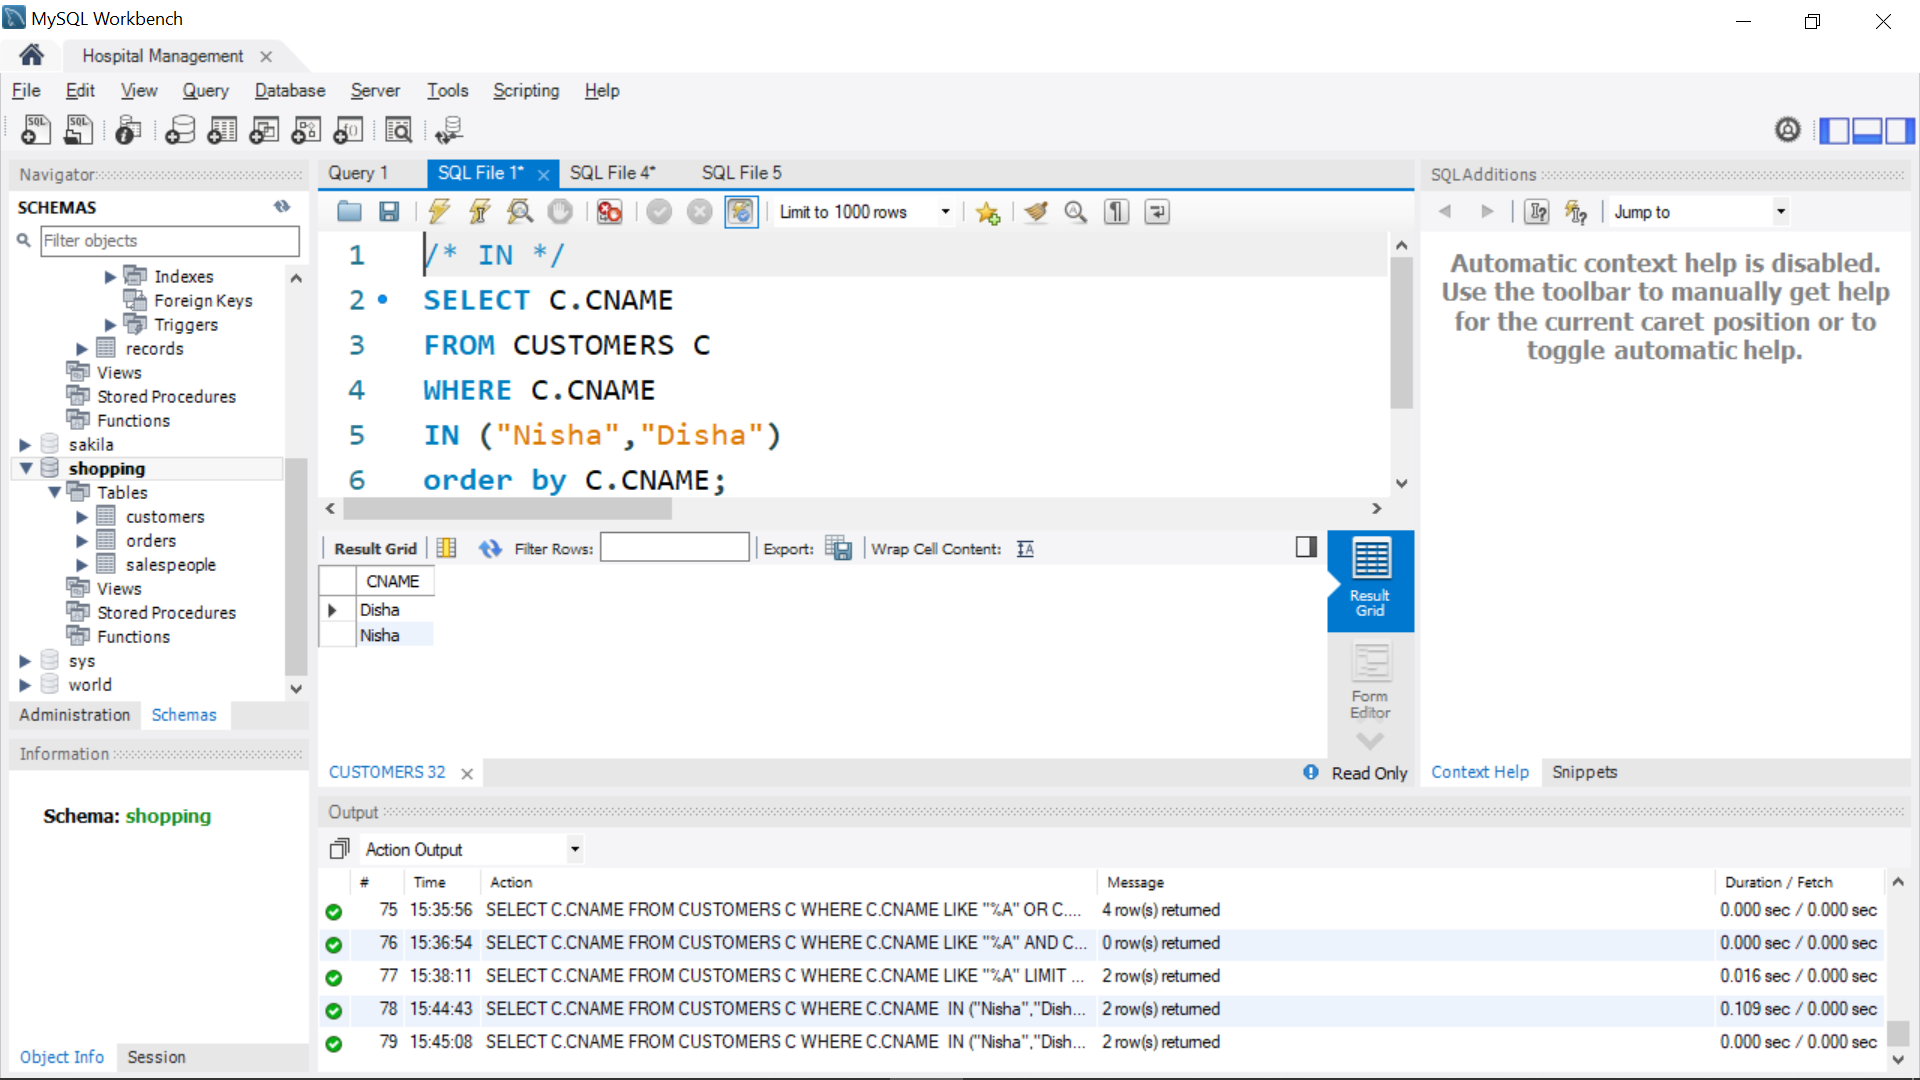 MySQL Workbench
Hospital Management
File Edit View Query Database Server Tools Scripting Help
Navigator
SCHEMAS
Filter objects
Indexes
Foreign Keys
Triggers
records
Views
Stored Procedures
Functions
sakila
shopping
Tables
customers
orders
salespeople
Views
Stored Procedures
Functions
sys
world
Administration Schemas
Information
Schema: shopping
Object Info Session
Query 1 SQL File 1* SQL File 4* SQL File 5
Limit to 1000 rows
1 /* IN */
2 SELECT C.CNAME
3 FROM CUSTOMERS C
4 WHERE C.CNAME
5 IN ("Nisha","Disha")
6 order by C.CNAME;
Result Grid Filter Rows: Export: Wrap Cell Content:
CNAME
Disha
Nisha
Result
Grid
Form
Editor
CUSTOMERS 32
Read Only
SQLAdditions
Jump to
Automatic context help is disabled.
Use the toolbar to manually get help
for the current caret position or to
toggle automatic help.
Context Help Snippets
Output
Action Output
# Time Action Message Duration / Fetch
75 15:35:56 SELECT C.CNAME FROM CUSTOMERS C WHERE C.CNAME LIKE "%A" OR C.... 4 row(s) returned 0.000 sec / 0.000 sec
76 15:36:54 SELECT C.CNAME FROM CUSTOMERS C WHERE C.CNAME LIKE "%A" AND C... 0 row(s) returned 0.000 sec / 0.000 sec
77 15:38:11 SELECT C.CNAME FROM CUSTOMERS C WHERE C.CNAME LIKE "%A" LIMIT ... 2 row(s) returned 0.016 sec / 0.000 sec
78 15:44:43 SELECT C.CNAME FROM CUSTOMERS C WHERE C.CNAME IN ("Nisha","Dish... 2 row(s) returned 0.109 sec / 0.000 sec
79 15:45:08 SELECT C.CNAME FROM CUSTOMERS C WHERE C.CNAME IN ("Nisha","Dish... 2 row(s) returned 0.000 sec / 0.000 sec